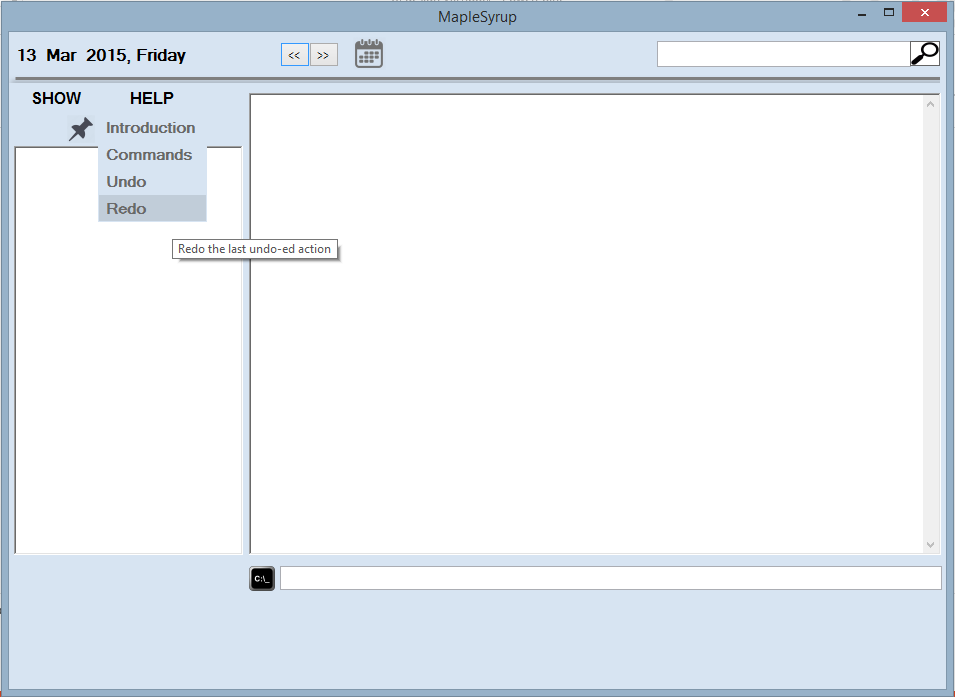 MapleSyrup
13 Mar 2015, Friday
<< >>
SHOW HELP
Introduction
Commands
Undo
Redo
Redo the last undo-ed action
C:\_